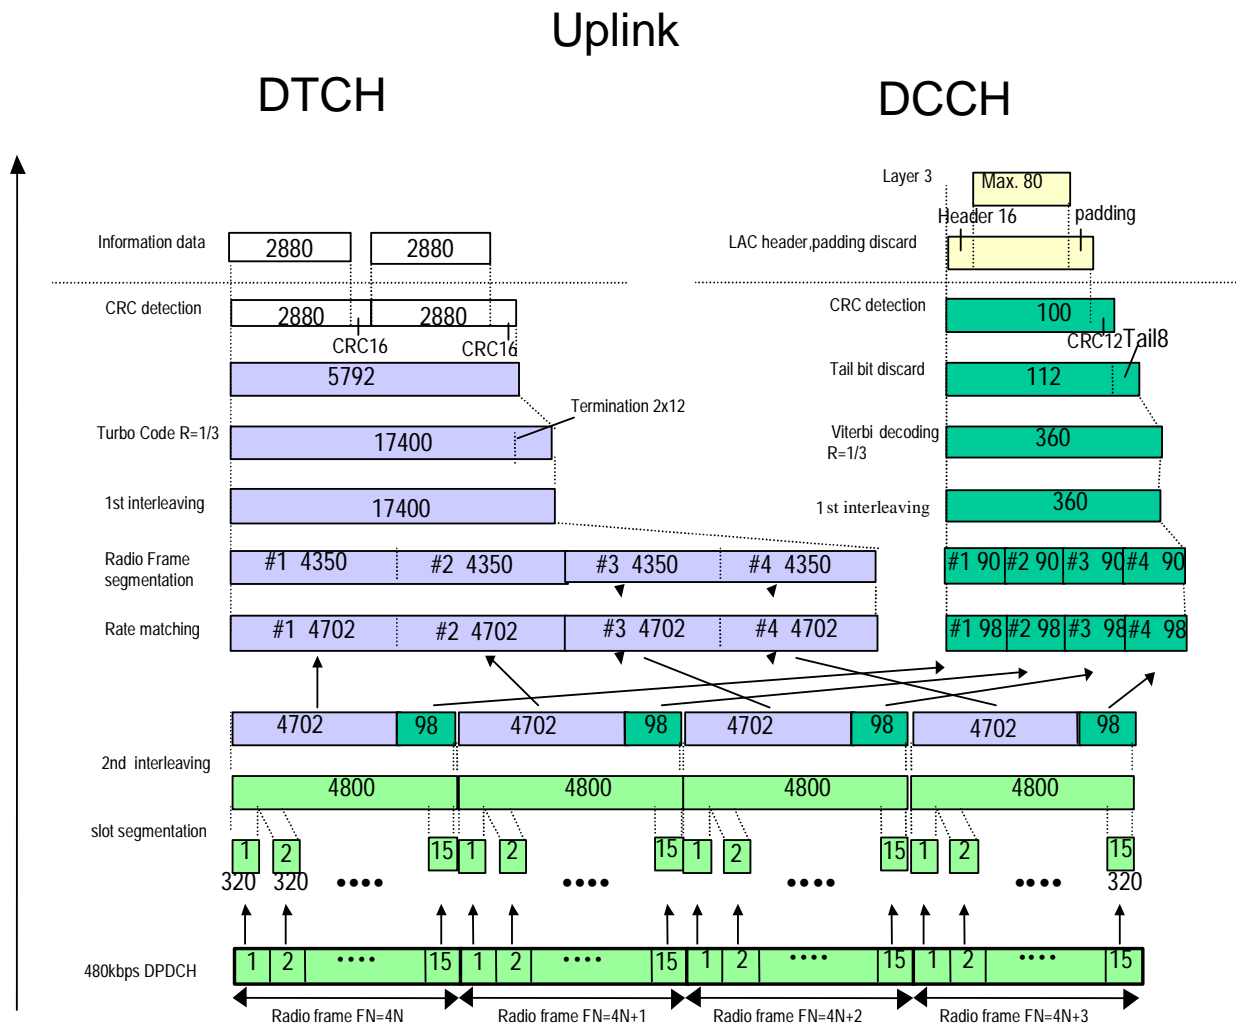 Uplink
DTCH
DCCH
Layer 3
Max. 80
Header 16
padding
Information data
2880
2880
LAC header,padding discard
CRC detection
2880
2880
CRC16
CRC16
CRC detection
100
CRC12
Tail8
5792
Tail bit discard
112
Termination 2x12
Turbo Code R=1/3
17400
Viterbi decoding
R=1/3
360
1st interleaving
17400
1st interleaving
360
Radio Frame
segmentation
#1 4350
#2 4350
#3 4350
#4 4350
#1 90
#2 90
#3 90
#4 90
Rate matching
#1 4702
#2 4702
#3 4702
#4 4702
#1 98
#2 98
#3 98
#4 98
4702
98
4702
98
4702
98
4702
98
2nd interleaving
4800
4800
4800
4800
slot segmentation
1
2
15
1
2
15
1
2
15
1
2
15
320
320
320
480kbps DPDCH
1
2
15
1
2
15
1
2
15
1
2
15
Radio frame FN=4N
Radio frame FN=4N+1
Radio frame FN=4N+2
Radio frame FN=4N+3